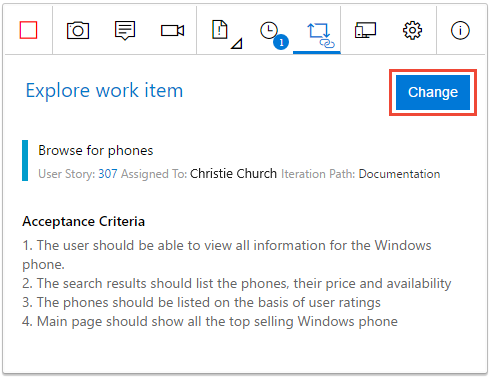 1
Explore work item
Change
Browse for phones
User Story: 307 Assigned To: Christie Church Iteration Path: Documentation
Acceptance Criteria
1. The user should be able to view all information for the Windows
phone.
2. The search results should list the phones, their price and availability
3. The phones should be listed on the basis of user ratings
4. Main page should show all the top selling Windows phone